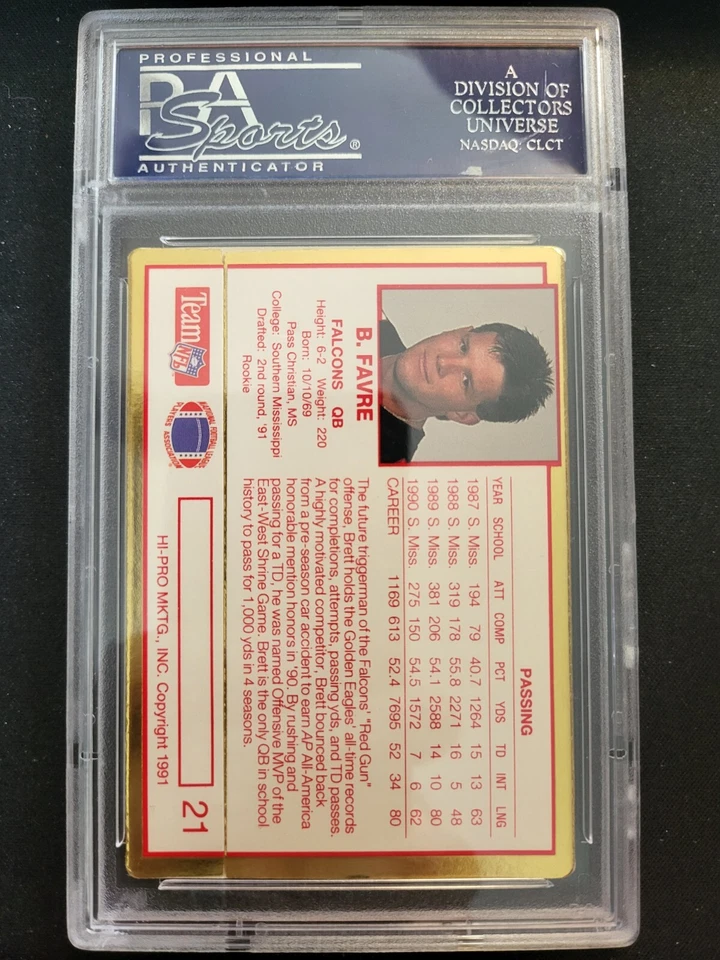 PROFESSIONAL
PSA
Sports®
AUTHENTICATOR
A
DIVISION OF
COLLECTORS
UNIVERSE
NASDAQ: CLCT
B. FAVRE
FALCONS QB
Height: 6-2 Weight: 220
Born: 10/10/69
Pass Christian, MS
College: Southern Mississippi
Drafted: 2nd round, '91
Rookie
PASSING
YEAR SCHOOL ATT COMP PCT YDS TD INT LNG
1987 S. Miss. 194 79 40.7 1264 15 13 63
1988 S. Miss. 319 178 55.8 2271 16 5 48
1989 S. Miss. 381 206 54.1 2588 14 10 80
1990 S. Miss. 275 150 54.5 1572 7 6 62
CAREER 1169 613 52.4 7695 52 34 80
The future triggerman of the Falcons' "Red Gun"
offense, Brett holds the Golden Eagles' all-time records
for completions, attempts, passing yds, and TD passes.
A highly motivated competitor, Brett bounced back
from a pre-season car accident to earn AP All-America
honorable mention honors in '90. By rushing and
passing for a TD, he was named Offensive MVP of the
East-West Shrine Game. Brett is the only QB in school
history to pass for 1,000 yds in 4 seasons.
Team NFL
NATIONAL FOOTBALL LEAGUE
PLAYERS ASSOCIATION
21
HI-PRO MKTG., INC. Copyright 1991